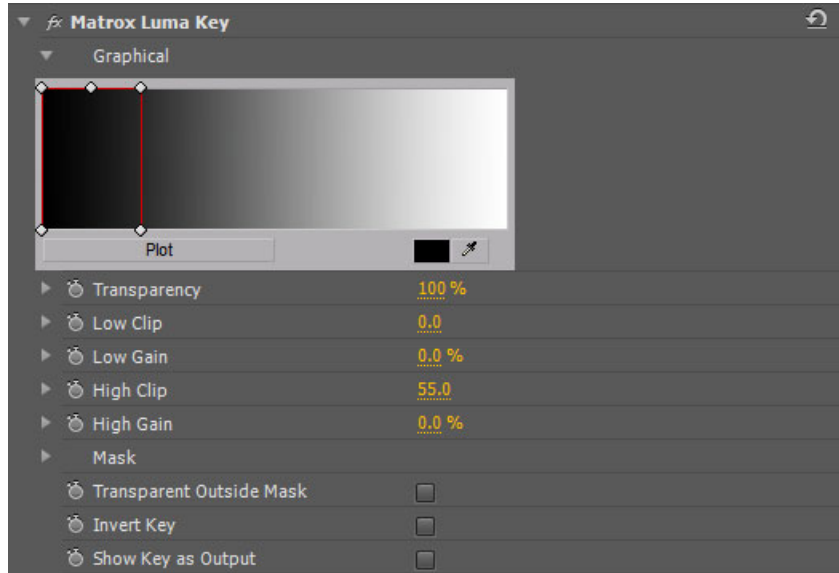 fx Matrox Luma Key
Graphical
Plot
Transparency 100 %
Low Clip 0.0
Low Gain 0.0 %
High Clip 55.0
High Gain 0.0 %
Mask
Transparent Outside Mask
Invert Key
Show Key as Output